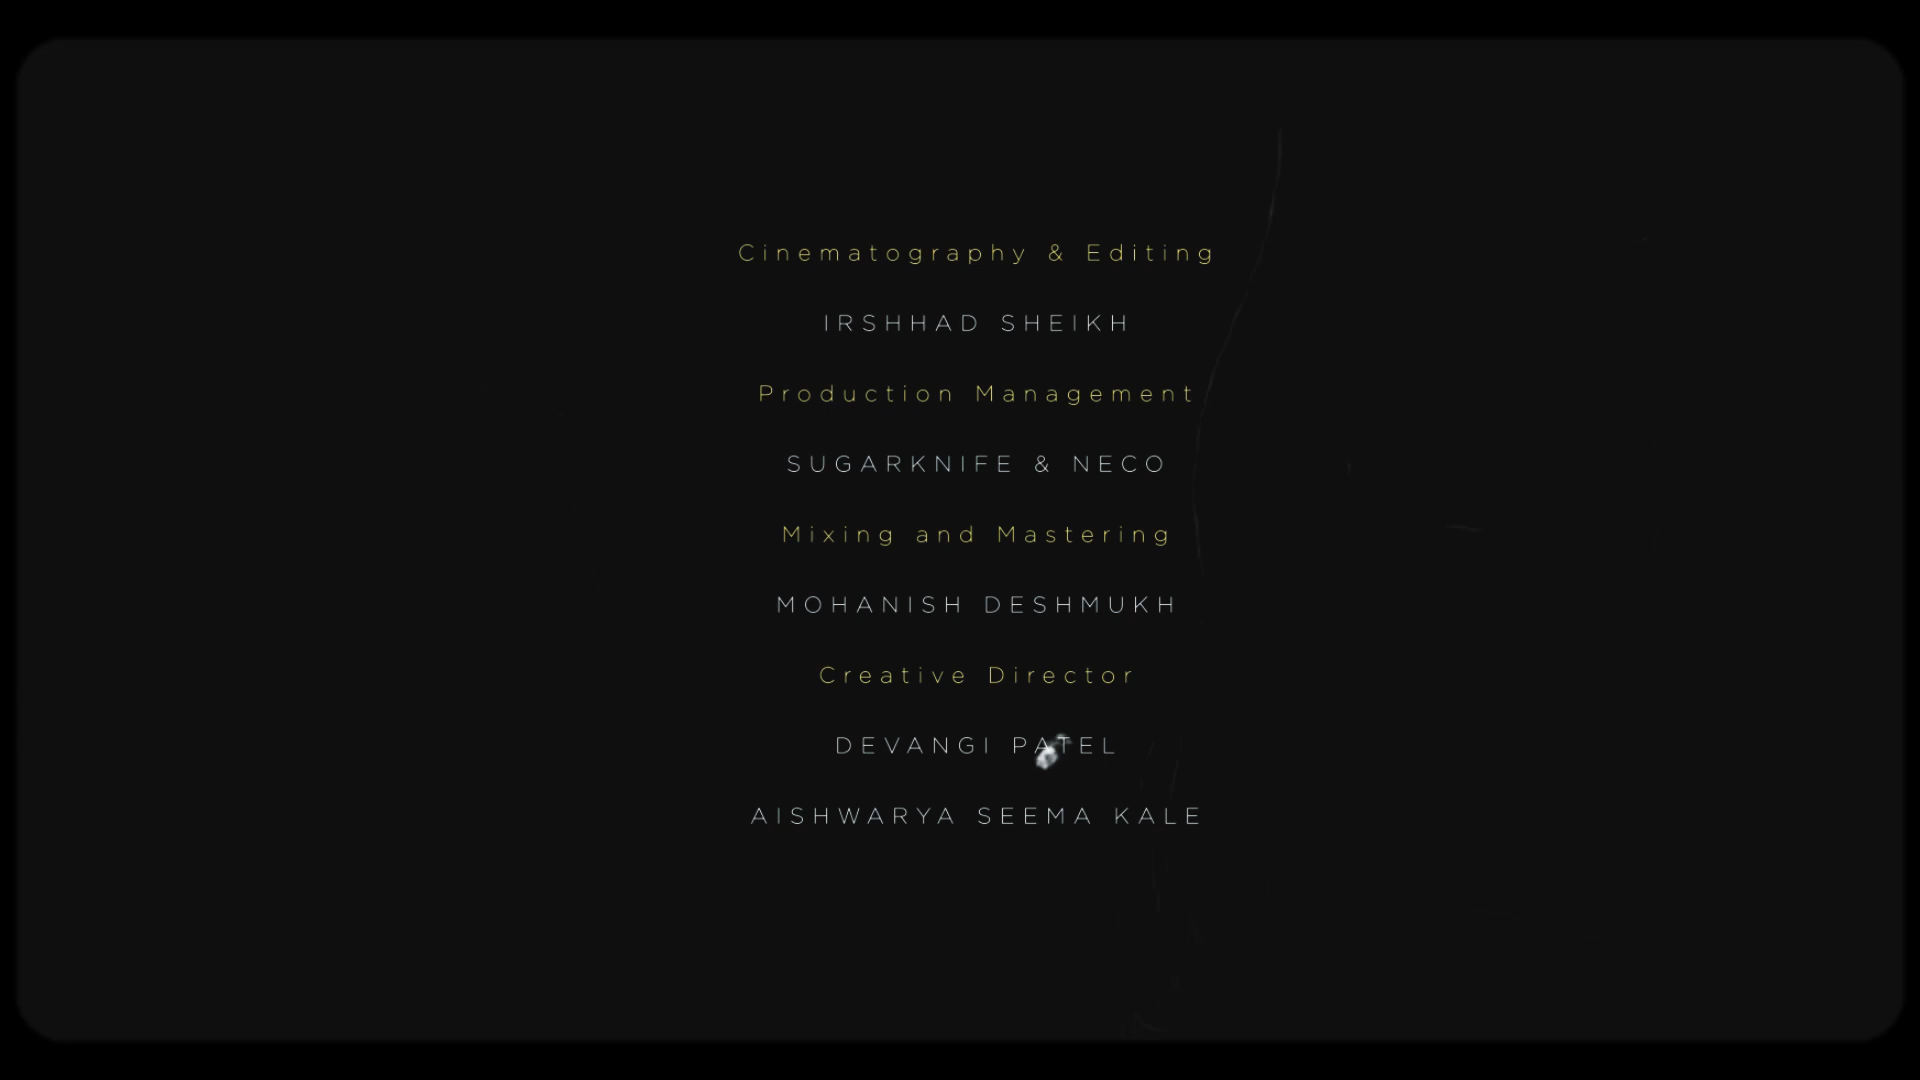 Cinematography & Editing
IRSHHAD SHEIKH
Production Management
SUGARKNIFE & NECO
Mixing and Mastering
MOHANISH DESHMUKH
Creative Director
DEVANGI PATEL
AISHWARYA SEEMA KALE